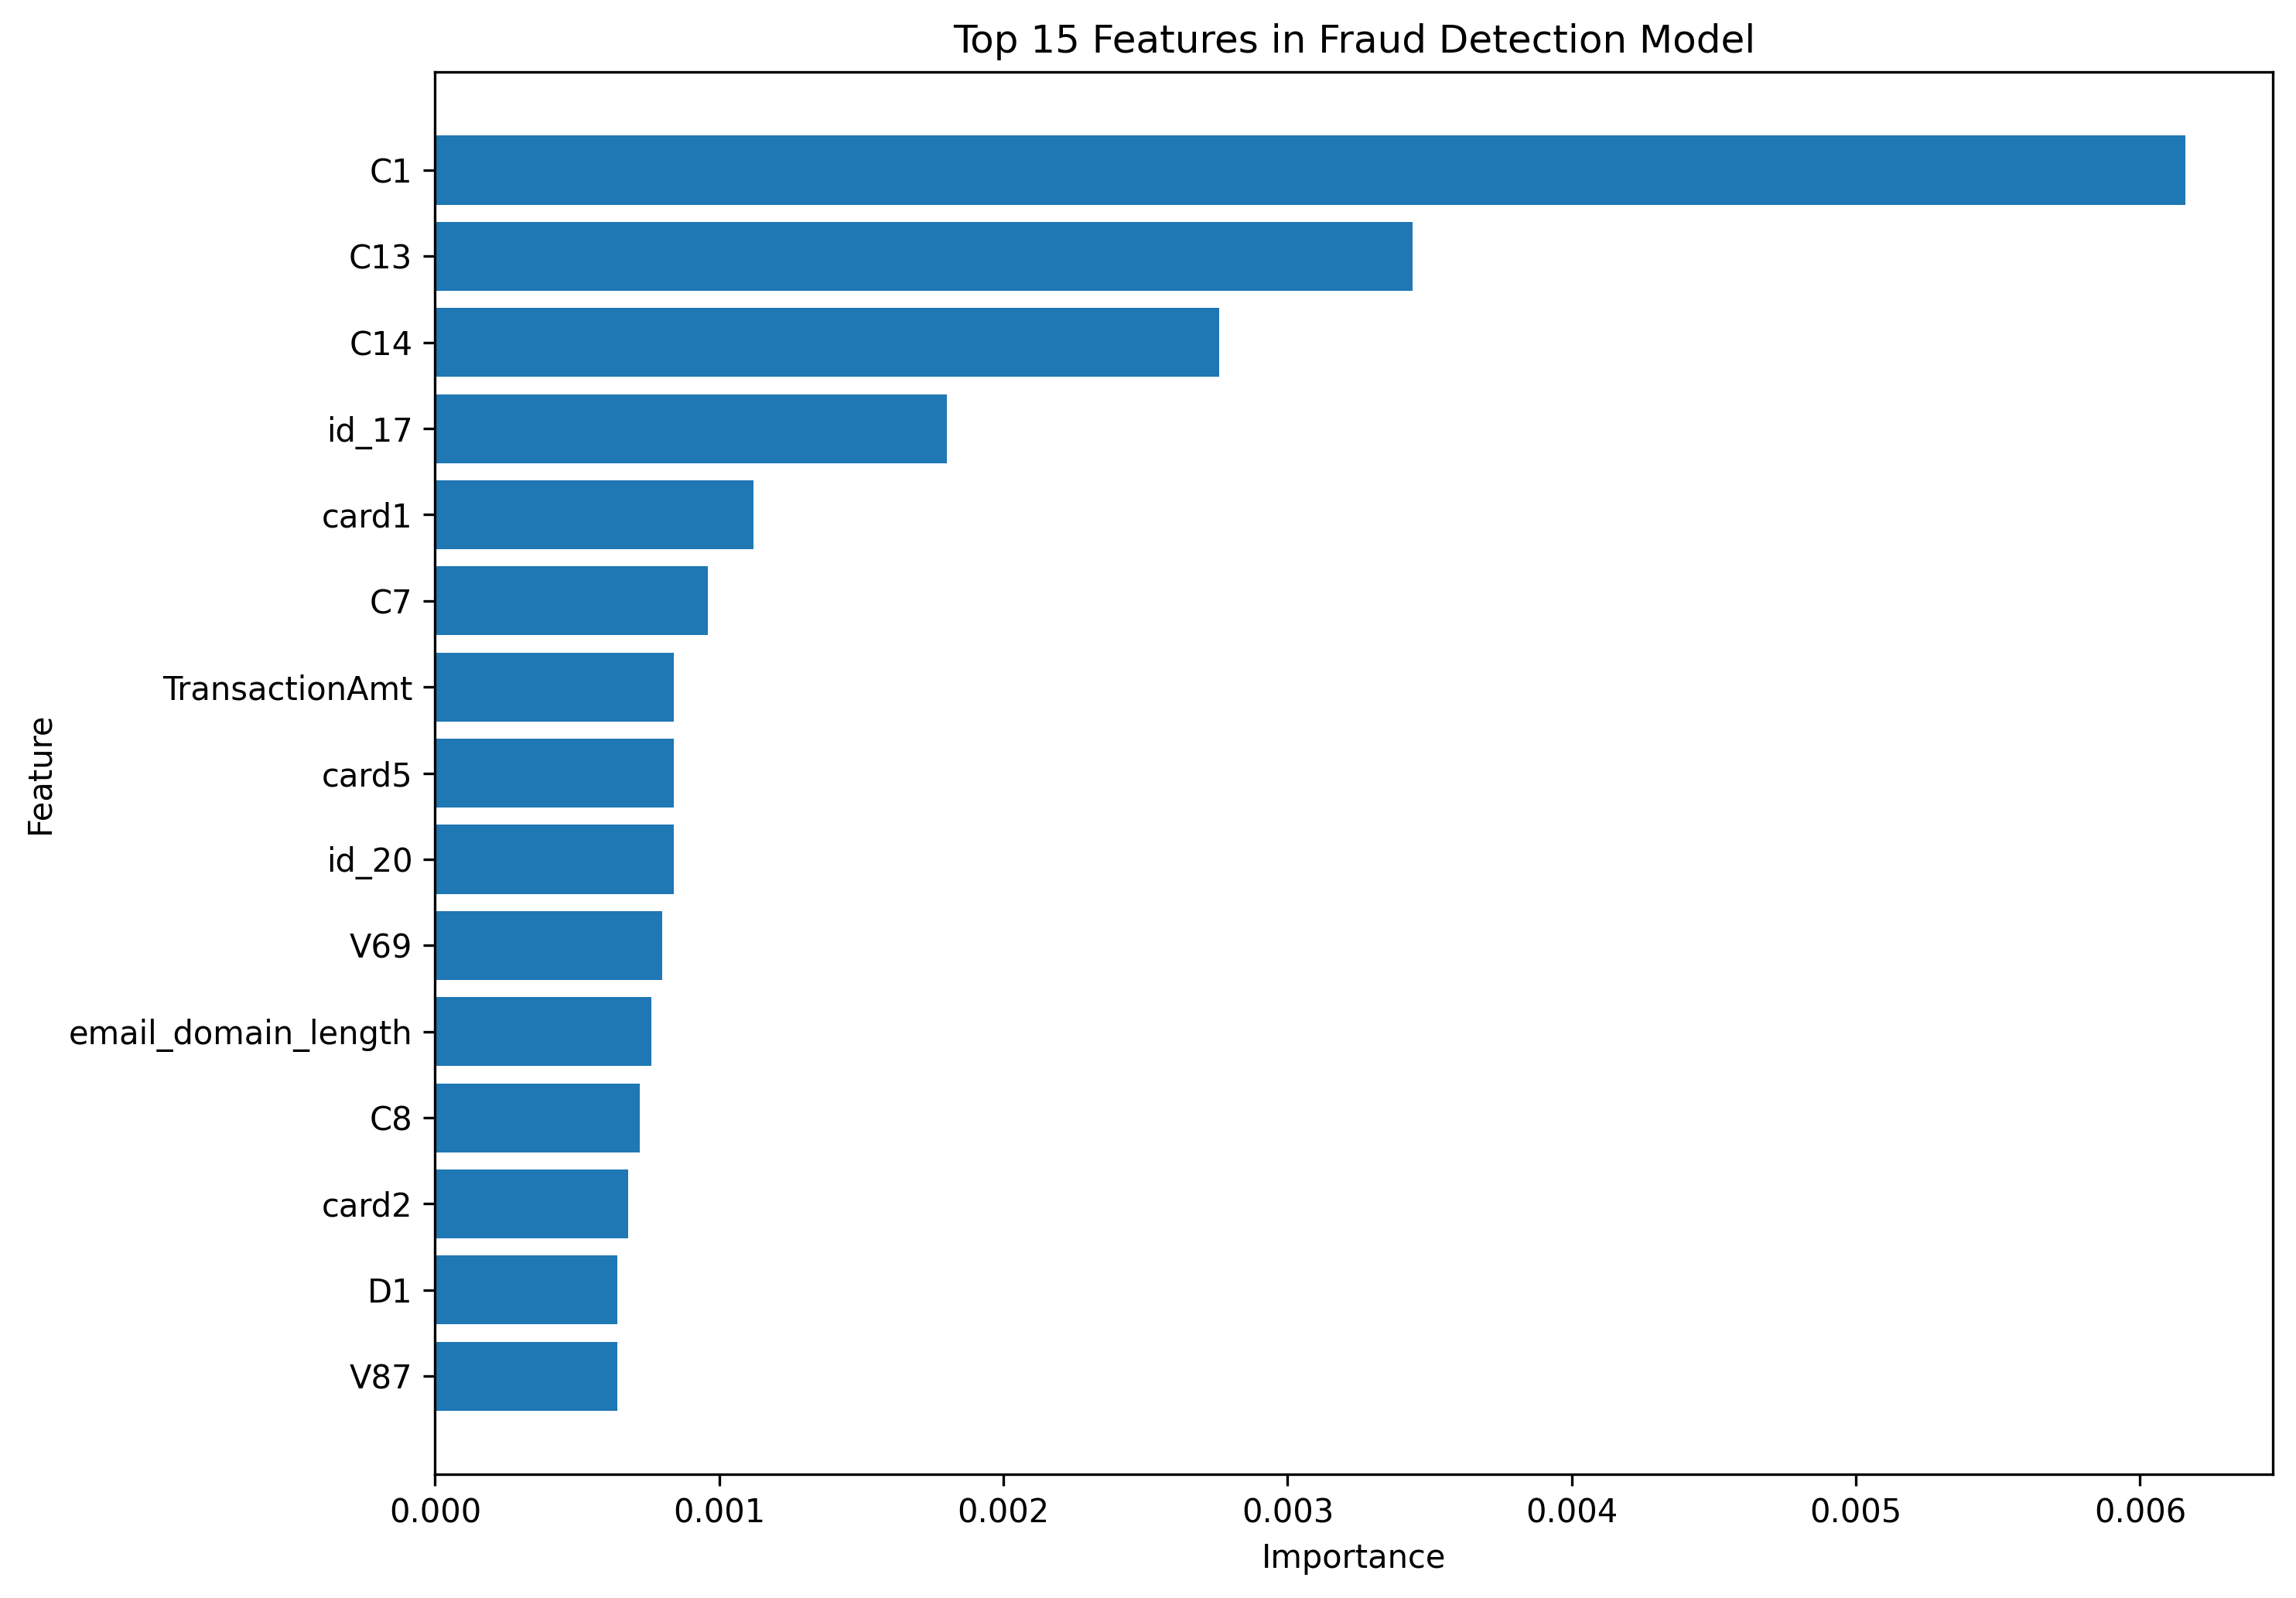 Top 15 Features in Fraud Detection Model
Feature
C1
C13
C14
id_17
card1
C7
TransactionAmt
card5
id_20
V69
email_domain_length
C8
card2
D1
V87
0.000 0.001 0.002 0.003 0.004 0.005 0.006
Importance